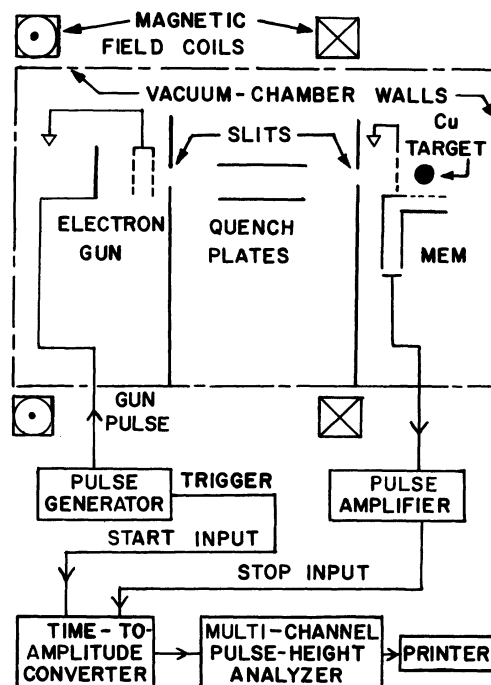 MAGNETIC
FIELD COILS
VACUUM-CHAMBER WALLS
SLITS
Cu
TARGET
ELECTRON
GUN
QUENCH
PLATES
MEM
GUN
PULSE
PULSE
GENERATOR
TRIGGER
PULSE
AMPLIFIER
START INPUT
STOP INPUT
TIME-TO-
AMPLITUDE
CONVERTER
MULTI-CHANNEL
PULSE-HEIGHT
ANALYZER
PRINTER